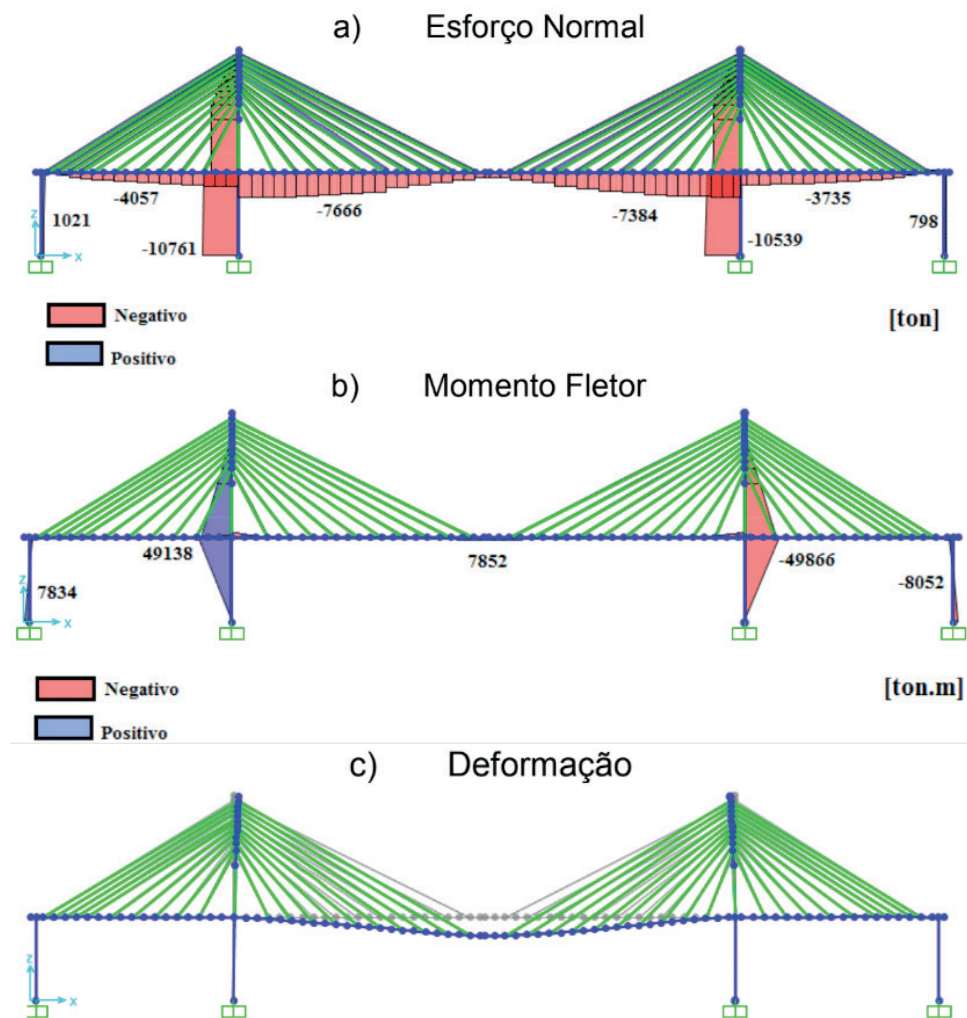 a) Esforço Normal
-4057
-7666
-7384
-3735
1021
-10761
-10539
798
z
x
Negativo
Positivo
[ton]
b) Momento Fletor
49138
7852
-49866
-8052
7834
z
x
Negativo
Positivo
[ton.m]
c) Deformação
z
x